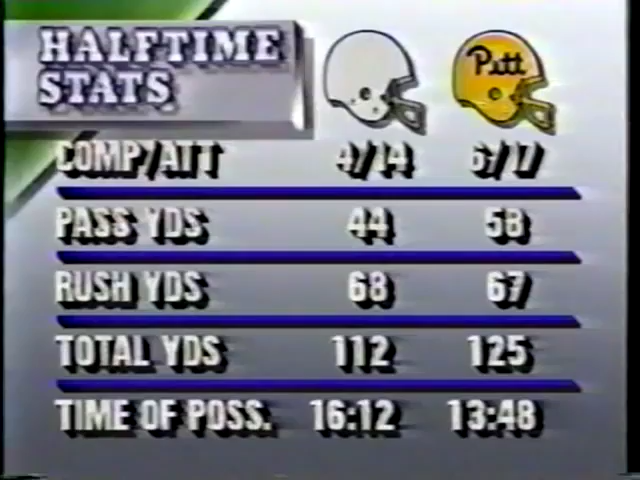 HALFTIME
STATS
Pitt
COMP/ATT 4/14 6/17
PASS YDS 44 58
RUSH YDS 68 67
TOTAL YDS 112 125
TIME OF POSS. 16:12 13:48